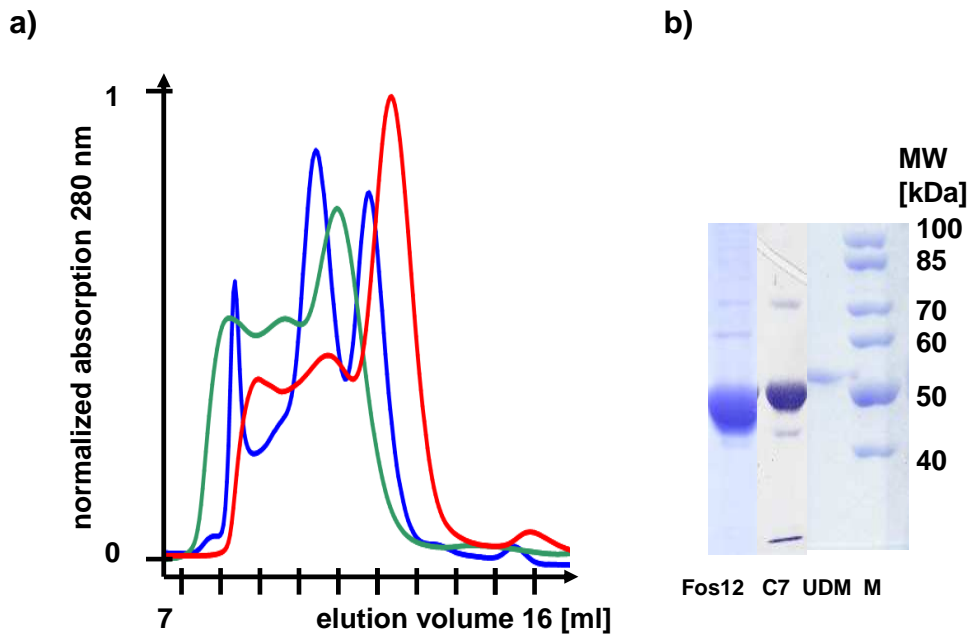 a)
b)
1
normalized absorption 280 nm
0
7
elution volume 16 [ml]
MW
[kDa]
100
85
70
60
50
40
Fos12 C7 UDM M